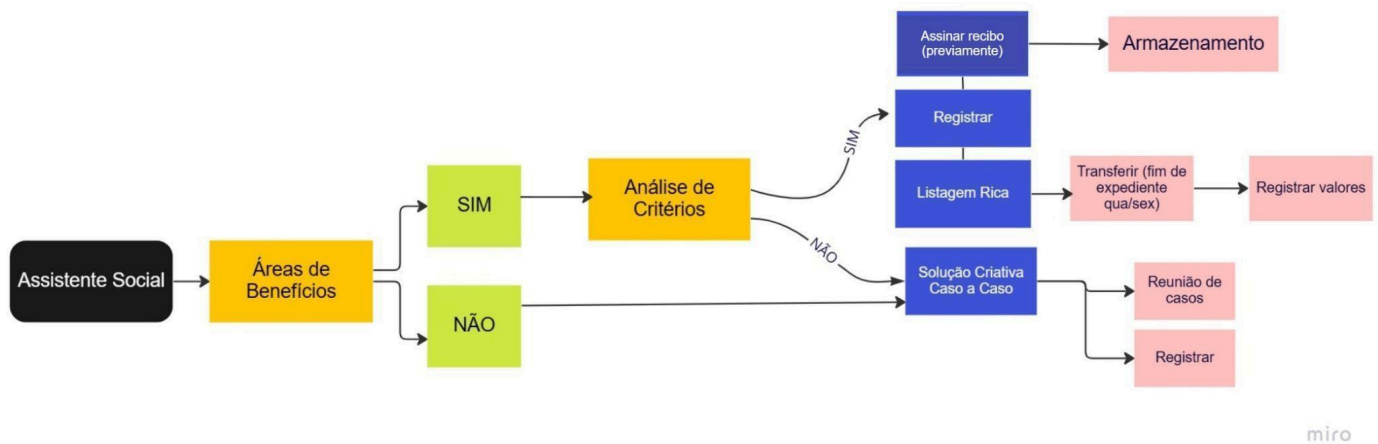 Assistente Social
Áreas de
Benefícios
SIM
NÃO
Análise de
Critérios
SIM
NÃO
Assinar recibo
(previamente)
Armazenamento
Registrar
Listagem Rica
Transferir (fim de
expediente
qua/sex)
Registrar valores
Solução Criativa
Caso a Caso
Reunião de
casos
Registrar
miro